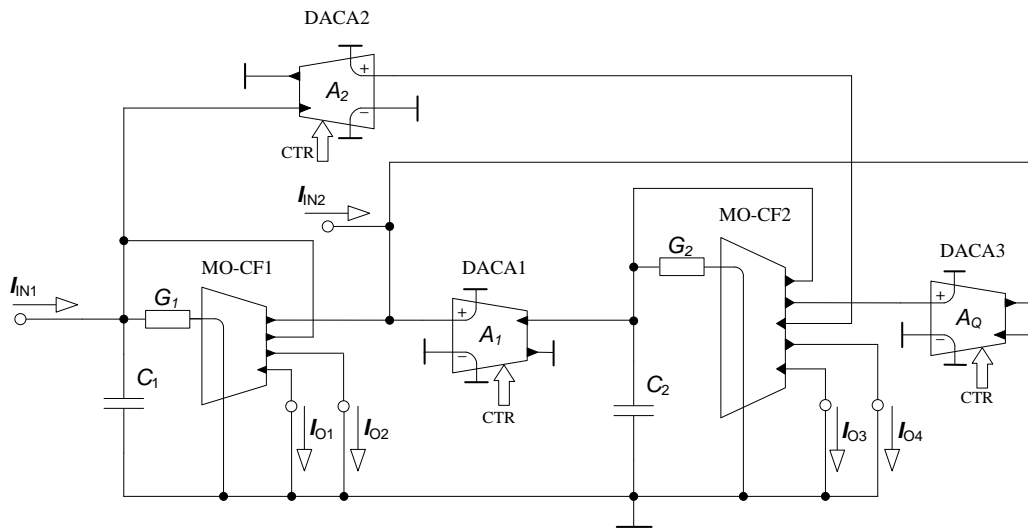 DACA2
+
A2
−
CTR
IIN2
MO-CF2
MO-CF1
DACA1
G2
DACA3
IIN1
G1
+
A1
−
+
AQ
−
C1
CTR
C2
CTR
IO1
IO2
IO3
IO4